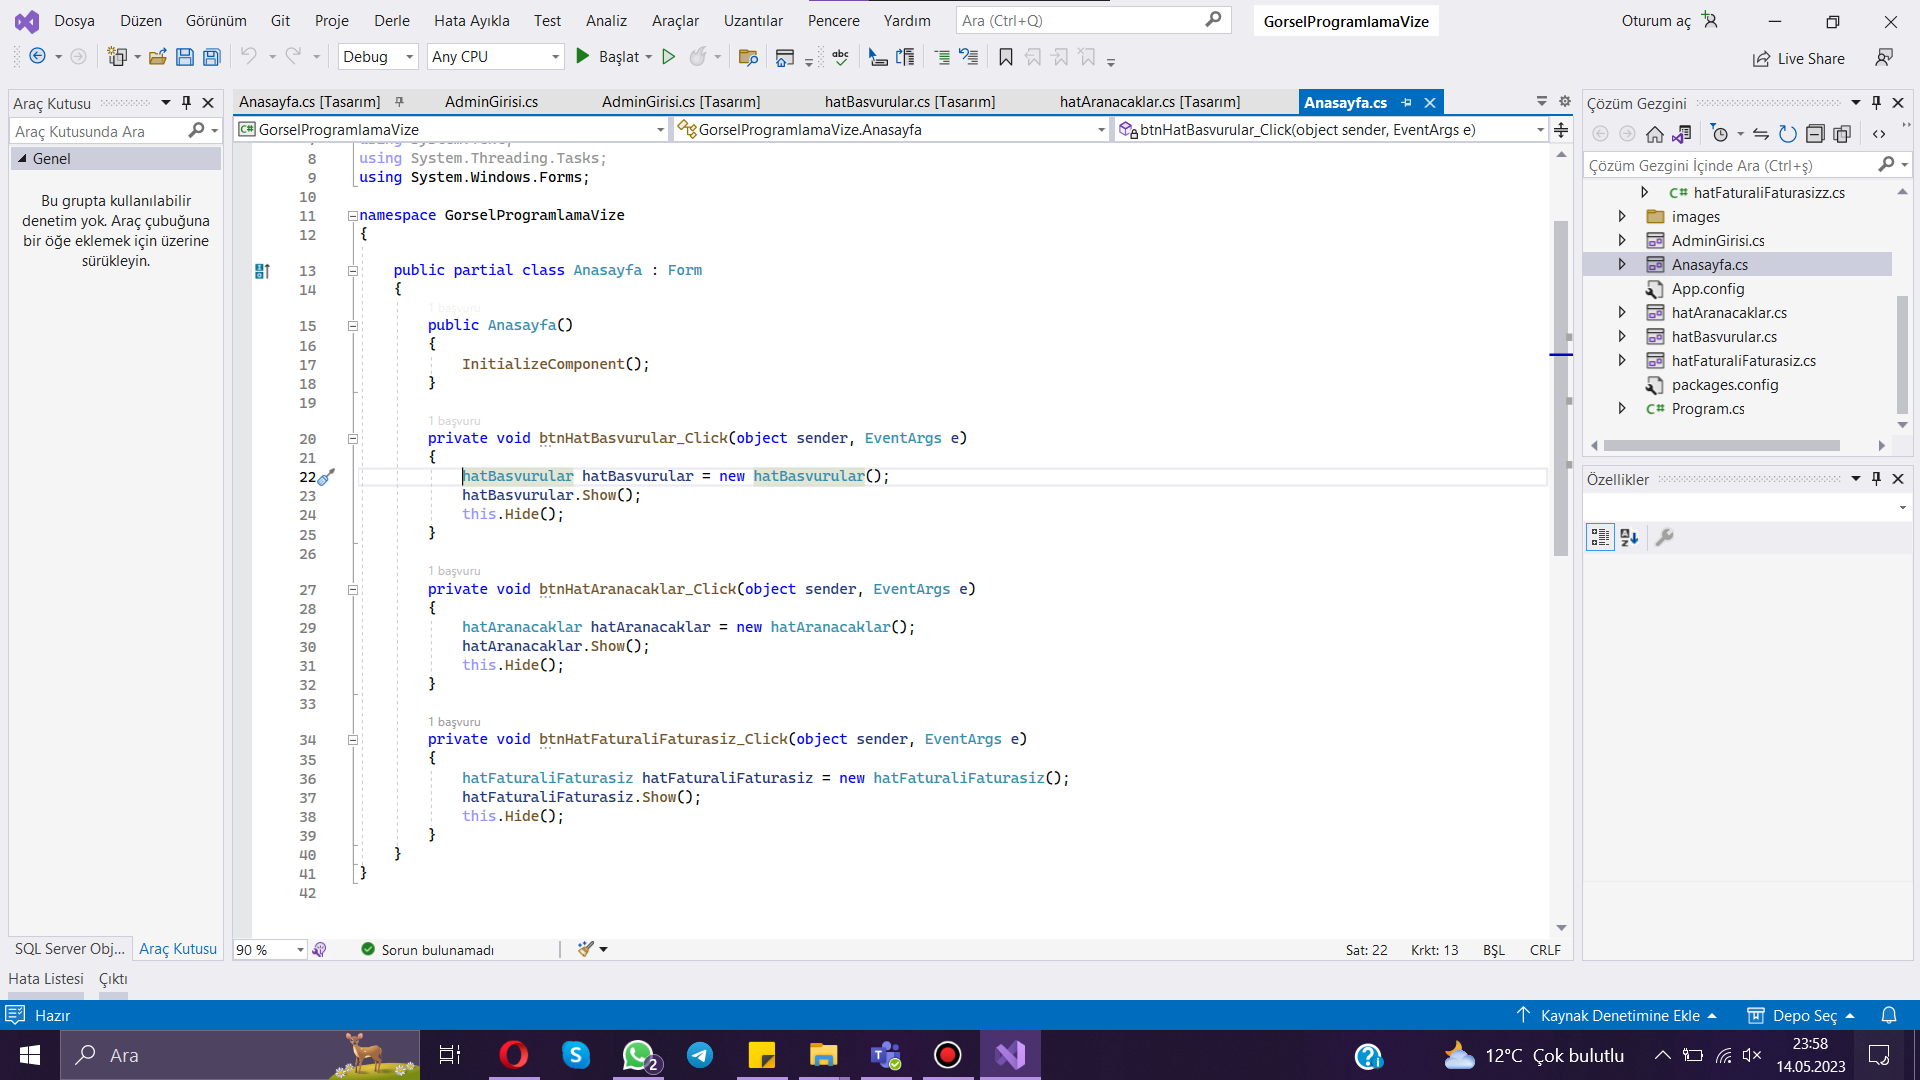 Dosya Düzen Görünüm Git Proje Derle Hata Ayıkla Test Analiz Araçlar Uzantılar Pencere Yardım Ara (Ctrl+Q) GorselProgramlamaVize Oturum aç
Debug Any CPU Başlat Live Share
Araç Kutusu
Araç Kutusunda Ara
Genel
Bu grupta kullanılabilir
denetim yok. Araç çubuğuna
bir öğe eklemek için üzerine
sürükleyin.
SQL Server Obj... Araç Kutusu
Anasayfa.cs [Tasarım] AdminGirisi.cs AdminGirisi.cs [Tasarım] hatBasvurular.cs [Tasarım] hatAranacaklar.cs [Tasarım] Anasayfa.cs
GorselProgramlamaVize GorselProgramlamaVize.Anasayfa btnHatBasvurular_Click(object sender, EventArgs e)
8 using System.Threading.Tasks;
9 using System.Windows.Forms;
10
11 namespace GorselProgramlamaVize
12 {
13 public partial class Anasayfa : Form
14 {
1 başvuru
15 public Anasayfa()
16 {
17 InitializeComponent();
18 }
19
1 başvuru
20 private void btnHatBasvurular_Click(object sender, EventArgs e)
21 {
22 hatBasvurular hatBasvurular = new hatBasvurular();
23 hatBasvurular.Show();
24 this.Hide();
25 }
26
1 başvuru
27 private void btnHatAranacaklar_Click(object sender, EventArgs e)
28 {
29 hatAranacaklar hatAranacaklar = new hatAranacaklar();
30 hatAranacaklar.Show();
31 this.Hide();
32 }
33
1 başvuru
34 private void btnHatFaturaliFaturasiz_Click(object sender, EventArgs e)
35 {
36 hatFaturaliFaturasiz hatFaturaliFaturasiz = new hatFaturaliFaturasiz();
37 hatFaturaliFaturasiz.Show();
38 this.Hide();
39 }
40 }
41 }
42
90 % Sorun bulunamadı Sat: 22 Krkt: 13 BŞL CRLF
Çözüm Gezgini
Çözüm Gezgini İçinde Ara (Ctrl+ş)
C# hatFaturaliFaturasizz.cs
images
AdminGirisi.cs
Anasayfa.cs
App.config
hatAranacaklar.cs
hatBasvurular.cs
hatFaturaliFaturasiz.cs
packages.config
C# Program.cs
Özellikler
Hata Listesi Çıktı
Hazır Kaynak Denetimine Ekle Depo Seç
Ara 2 12°C Çok bulutlu 23:58
14.05.2023